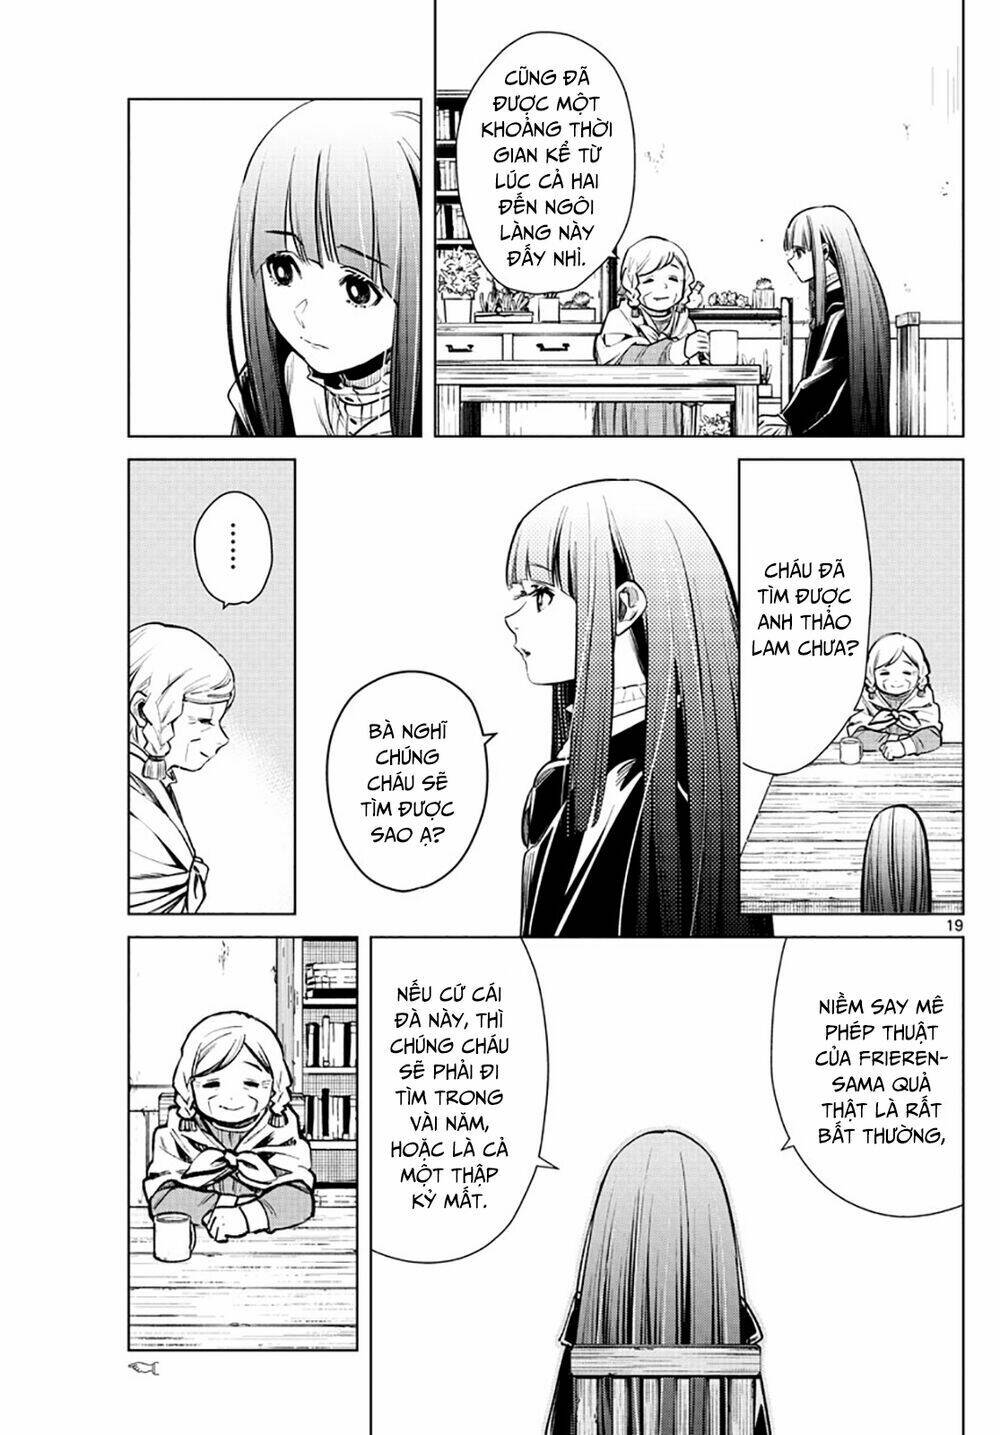 CŨNG ĐÃ
ĐƯỢC MỘT
KHOẢNG THỜI
GIAN KỂ TỪ
LÚC CẢ HAI
ĐẾN NGÔI
LÀNG NÀY
ĐẤY NHỈ.
CHÁU ĐÃ
TÌM ĐƯỢC
ANH THẢO
LAM CHƯA?
BÀ NGHĨ
CHÚNG
CHÁU SẼ
TÌM ĐƯỢC
SAO Ạ?
......
19
NIỀM SAY MÊ
PHÉP THUẬT
CỦA FRIEREN-
SAMA QUẢ
THẬT LÀ RẤT
BẤT THƯỜNG,
NẾU CỨ CÁI
ĐÀ NÀY, THÌ
CHÚNG CHÁU
SẼ PHẢI ĐI
TÌM TRONG
VÀI NĂM,
HOẶC LÀ CẢ
MỘT THẬP
KỶ MẤT.